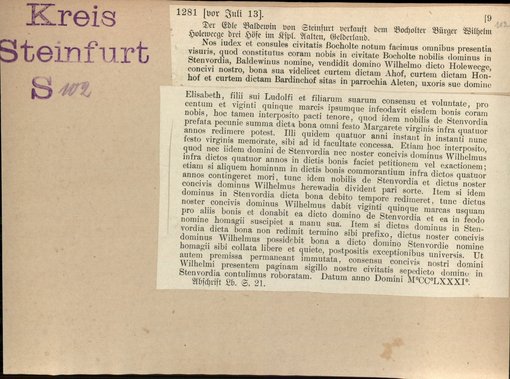 Kreis
Steinfurt
S 102
1281 [vor Juli 13]. [9
Der Edle Baldewin von Steinfurt verkauft dem Bocholter Bürger Wilhelm
Holewege drei Höfe im Kspl. Aalten, Gelderland.
Nos iudex et consules civitatis Bocholte notum facimus omnibus presentia
visuris, quod constitutus coram nobis in civitate Bocholte nobilis dominus in
Stenvordia, Baldewinus nomine, vendidit domino Wilhelmo dicto Holewecge,
concivi nostro, bona sua videlicet curtem dictam Ahof, curtem dictam Hon-
hof et curtem dictam Bardinchof sitas in parrochia Aleten, uxoris sue domine
Elisabeth, filii sui Ludolfi et filiarum suarum consensu et voluntate, pro
centum et viginti quinque marcis ipsumque infeodavit eisdem bonis coram
nobis, hoc tamen interposito pacti tenore, quod idem nobilis de Stenvordia
prefata pecunie summa dicta bona omni festo Margarete virginis infra quatuor
annos redimere potest. Illi quidem quatuor anni instant in instanti nunc
festo virginis memorate, sibi ad id facultate concessa. Etiam hoc interposito,
quod nec iidem domini de Stenvordia nec noster concivis dominus Wilhelmus
infra dictos quatuor annos in dictis bonis faciet petitionem vel exactionem;
etiam si aliquem hominum in dictis bonis commorantium infra dictos quatuor
annos contingeret mori, tunc idem nobilis de Stenvordia et dictus noster
concivis dominus Wilhelmus herewadia divident pari sorte. Item si idem
dominus in Stenvordia dicta bona debito tempore redimeret, tunc dictus
noster concivis dominus Wilhelmus dabit viginti quinque marcas usquam
pro aliis bonis et donabit ea dicto domino de Stenvordia et ea in feodo
nomine homagii suscipiet a manu sua. Item si dictus dominus in Sten-
vordia dicta bona non redimit termino sibi prefixo, dictus noster concivis
dominus Wilhelmus possidebit bona a dicto domino Stenvordie nomine
homagii sibi collata libere et quiete, postpositis exceptionibus universis. Ut
autem premissa permaneant immutata, consensu concivis nostri domini
Wilhelmi presentem paginam sigillo nostre civitatis sepedicto domino in
Stenvordia contulimus roboratam. Datum anno Domini M°CC°LXXXI°.
Abschrift Lb. S. 21.